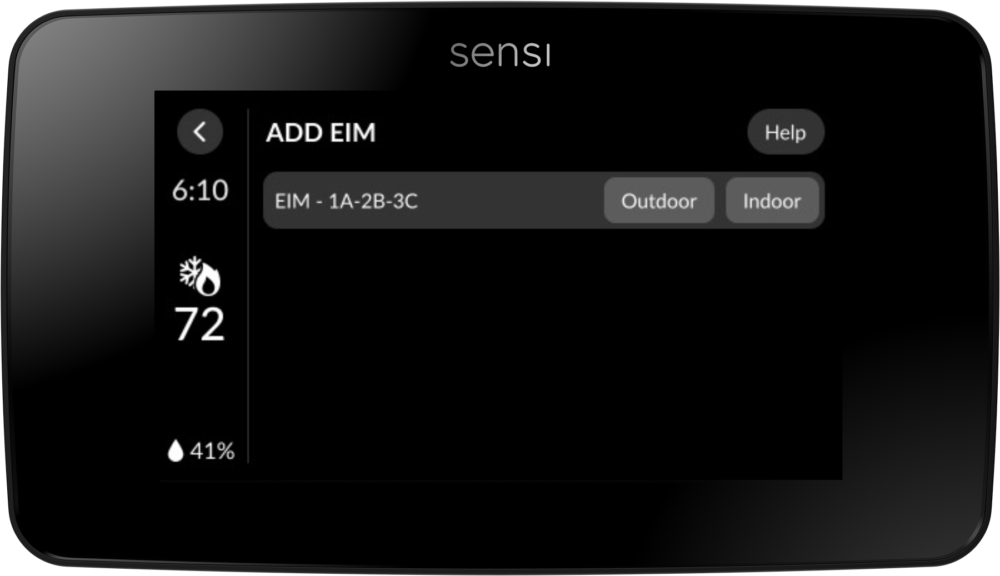 sensi
ADD EIM
Help
6:10
EIM - 1A-2B-3C
Outdoor
Indoor
72
41%